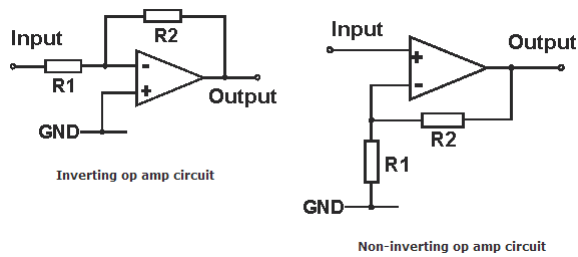 Input
R2
-
+
R1
Output
GND
Inverting op amp circuit
Input
Output
+
-
R2
R1
GND
Non-inverting op amp circuit